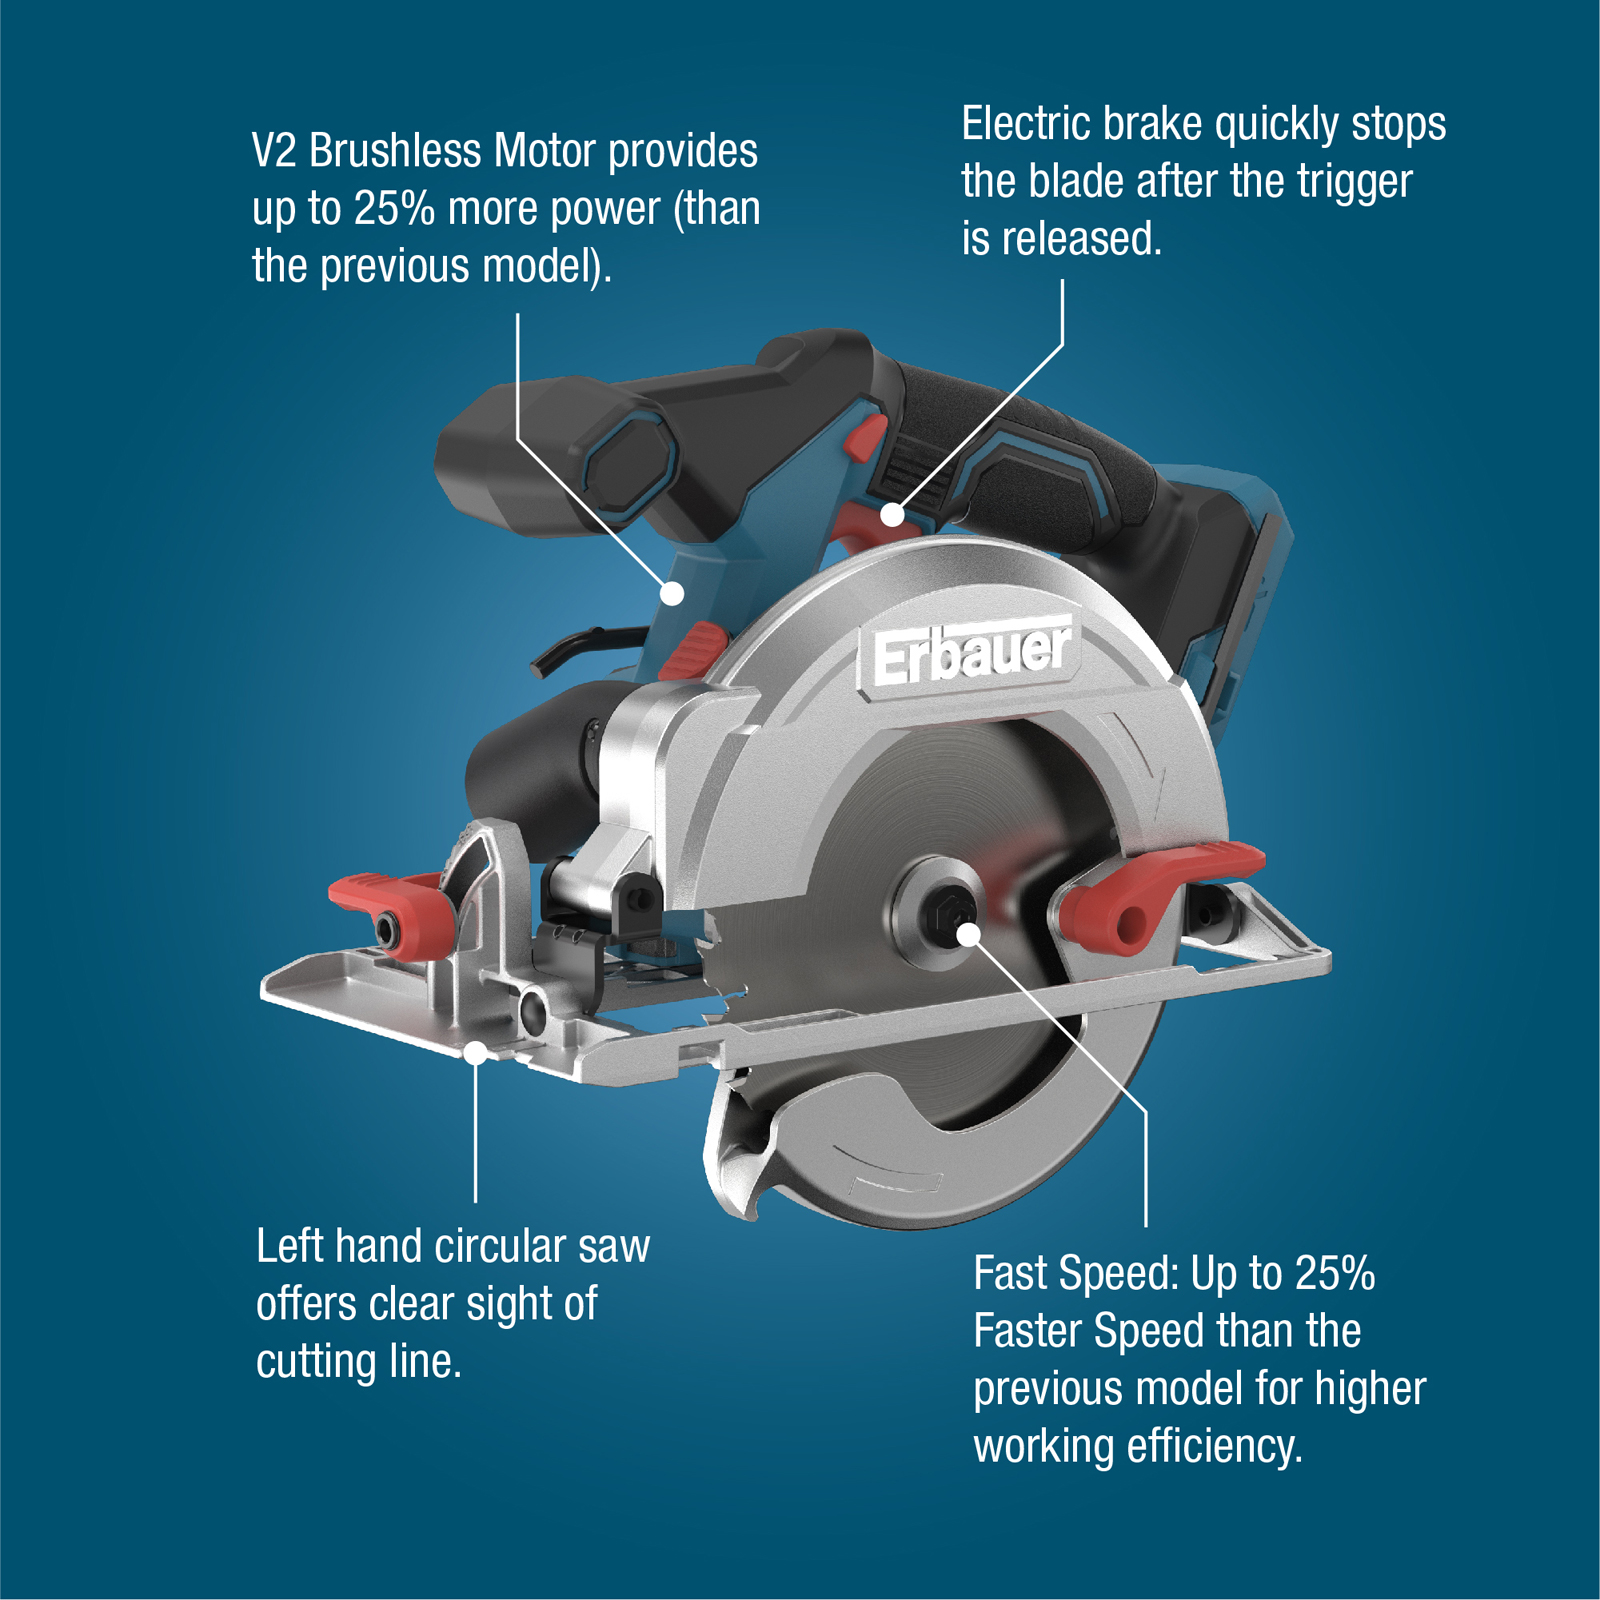 V2 Brushless Motor provides
up to 25% more power (than
the previous model).
Electric brake quickly stops
the blade after the trigger
is released.
Erbauer
Left hand circular saw
offers clear sight of
cutting line.
Fast Speed: Up to 25%
Faster Speed than the
previous model for higher
working efficiency.